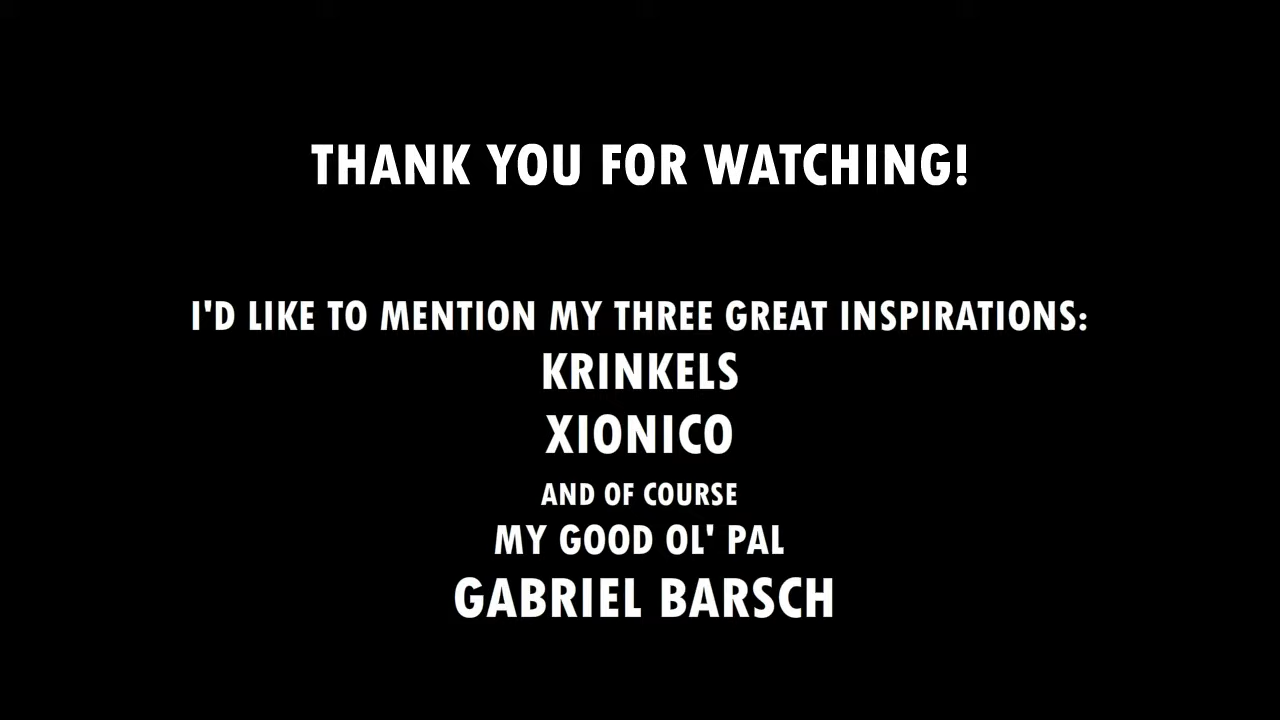 THANK YOU FOR WATCHING!
I'D LIKE TO MENTION MY THREE GREAT INSPIRATIONS:
KRINKELS
XIONICO
AND OF COURSE
MY GOOD OL' PAL
GABRIEL BARSCH